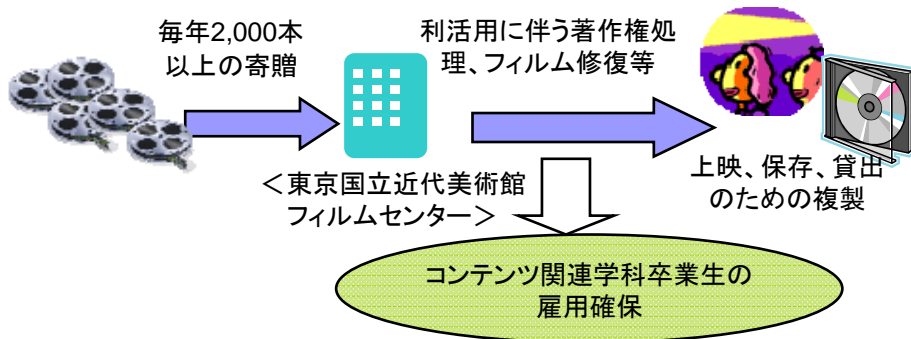 毎年2,000本
以上の寄贈
利活用に伴う著作権処
理、フィルム修復等
＜東京国立近代美術館
フィルムセンター＞
上映、保存、貸出
のための複製
コンテンツ関連学科卒業生の
雇用確保